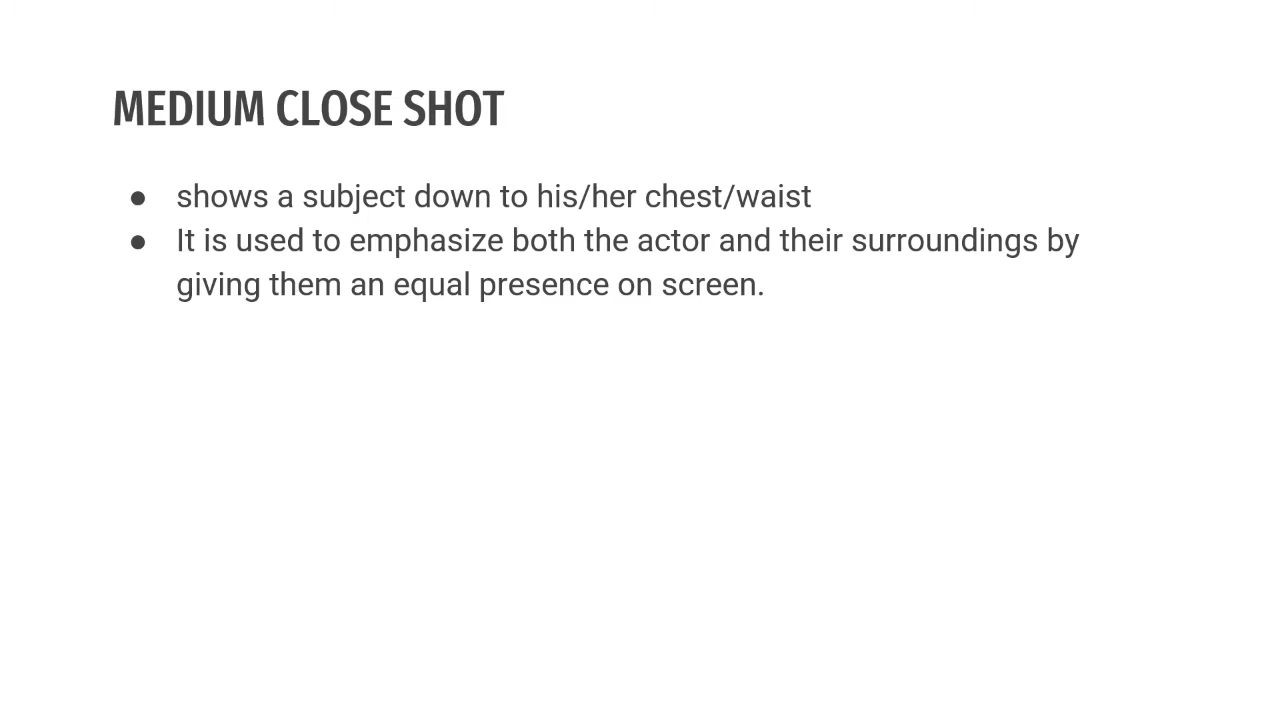 MEDIUM CLOSE SHOT
● shows a subject down to his/her chest/waist
● It is used to emphasize both the actor and their surroundings by
giving them an equal presence on screen.